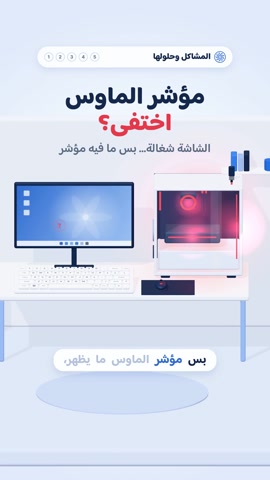 المشاكل وحلولها
1 2 3 4 5
مؤشر الماوس
اختفى؟
الشاشة شغالة... بس ما فيه مؤشر
بس مؤشر الماوس ما يظهر،